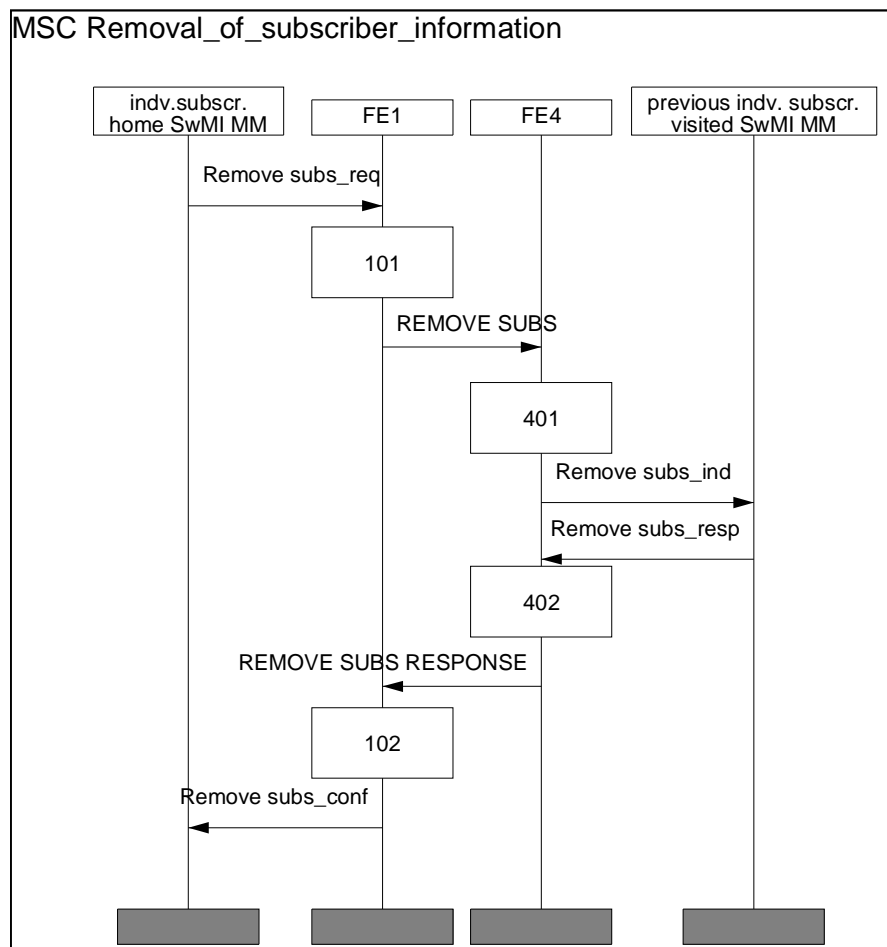 MSC Removal_of_subscriber_information
indv.subscr.
home SwMI MM
FE1
FE4
previous indv. subscr.
visited SwMI MM
Remove subs_req
101
REMOVE SUBS
401
Remove subs_ind
Remove subs_resp
402
REMOVE SUBS RESPONSE
102
Remove subs_conf